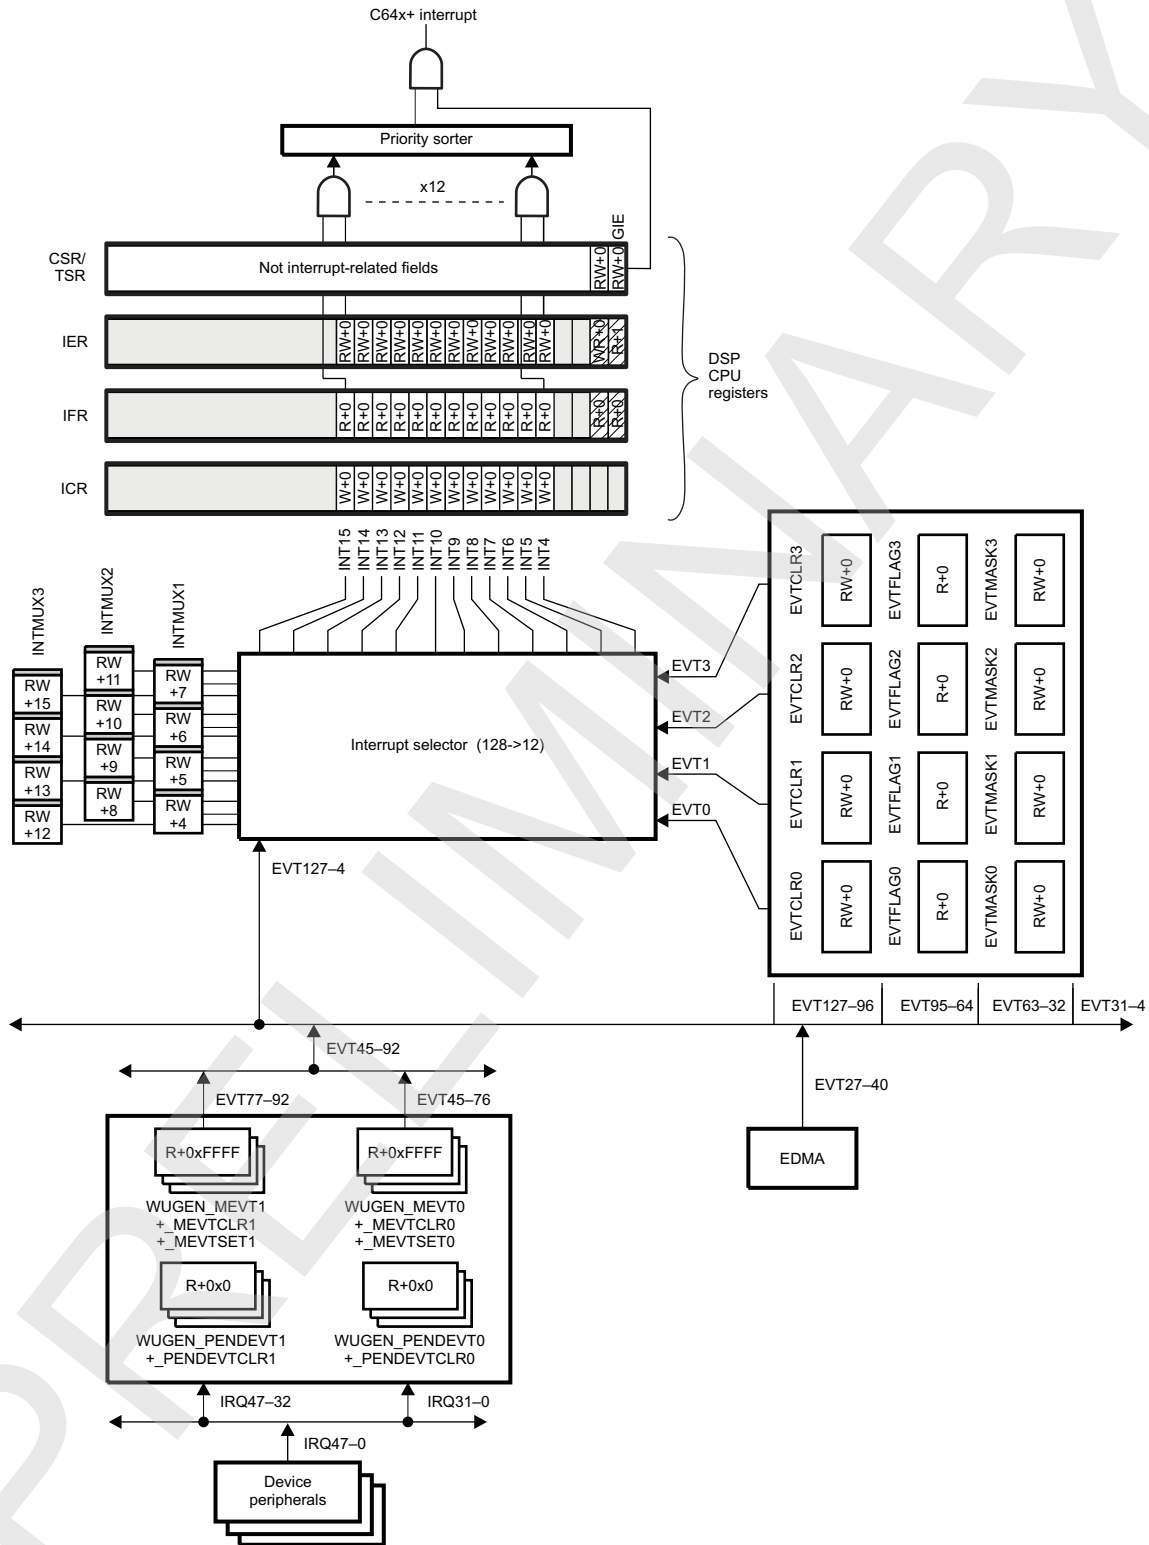 C64x+ interrupt
Priority sorter
x12
GIE
CSR/
TSR
Not interrupt-related fields
RW+0
RW+0
IER
RW+0
RW+0
RW+0
RW+0
RW+0
RW+0
RW+0
RW+0
RW+0
RW+0
RW+0
RW+0
WR+0
R+1
DSP
CPU
registers
IFR
R+0
R+0
R+0
R+0
R+0
R+0
R+0
R+0
R+0
R+0
R+0
R+0
R+0
R+0
ICR
W+0
W+0
W+0
W+0
W+0
W+0
W+0
W+0
W+0
W+0
W+0
W+0
INT15
INT14
INT13
INT12
INT11
INT10
INT9
INT8
INT7
INT6
INT5
INT4
INTMUX3
INTMUX2
INTMUX1
RW
+15
RW
+14
RW
+13
RW
+12
RW
+11
RW
+10
RW
+9
RW
+8
RW
+7
RW
+6
RW
+5
RW
+4
Interrupt selector (128->12)
EVT3
EVT2
EVT1
EVT0
EVTCLR3
RW+0
EVTFLAG3
R+0
EVTMASK3
RW+0
EVTCLR2
RW+0
EVTFLAG2
R+0
EVTMASK2
RW+0
EVTCLR1
RW+0
EVTFLAG1
R+0
EVTMASK1
RW+0
EVTCLR0
RW+0
EVTFLAG0
R+0
EVTMASK0
RW+0
EVT127–4
EVT127–96
EVT95–64
EVT63–32
EVT31–4
EVT45–92
EVT27–40
EVT77–92
EVT45–76
EDMA
R+0xFFFF
R+0xFFFF
WUGEN_MEVT1
+_MEVTCLR1
+_MEVTSET1
WUGEN_MEVT0
+_MEVTCLR0
+_MEVTSET0
R+0x0
R+0x0
WUGEN_PENDEVT1
+_PENDEVTCLR1
WUGEN_PENDEVT0
+_PENDEVTCLR0
IRQ47–32
IRQ31–0
IRQ47–0
Device
peripherals
PRELIMINARY